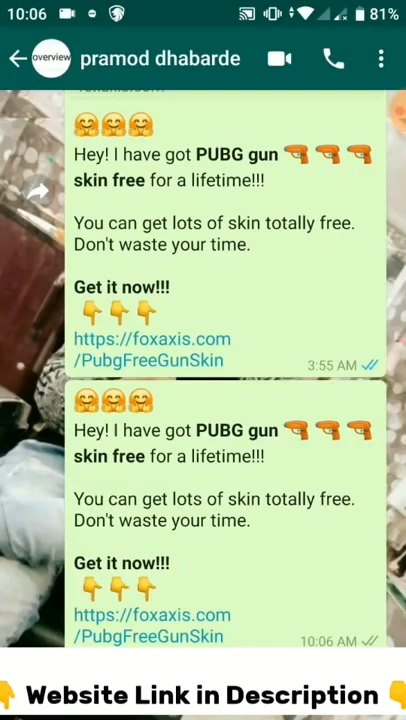 10:06
81%
overview
pramod dhabarde
🤗🤗🤗
Hey! I have got PUBG gun 🔫🔫🔫
skin free for a lifetime!!!
You can get lots of skin totally free.
Don't waste your time.
Get it now!!!
👇👇👇
https://foxaxis.com
/PubgFreeGunSkin
3:55 AM
🤗🤗🤗
Hey! I have got PUBG gun 🔫🔫🔫
skin free for a lifetime!!!
You can get lots of skin totally free.
Don't waste your time.
Get it now!!!
👇👇👇
https://foxaxis.com
/PubgFreeGunSkin
10:06 AM
👇 Website Link in Description 👇